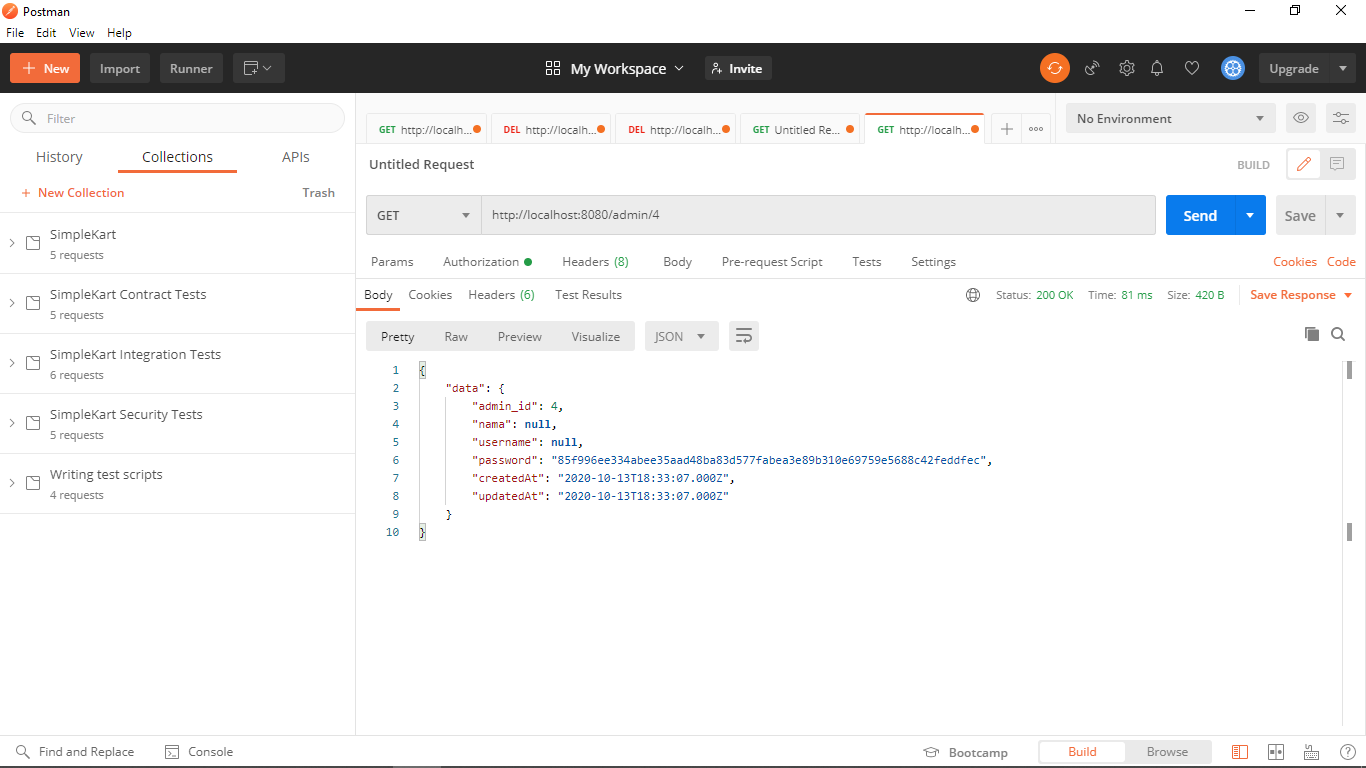 Postman
File Edit View Help
New Import Runner My Workspace Invite Upgrade
Filter
History Collections APIs
+ New Collection Trash
SimpleKart
5 requests
SimpleKart Contract Tests
5 requests
SimpleKart Integration Tests
6 requests
SimpleKart Security Tests
5 requests
Writing test scripts
4 requests
GET http://localh... DEL http://localh... DEL http://localh... GET Untitled Re... GET http://localh... No Environment
Untitled Request BUILD
GET http://localhost:8080/admin/4 Send Save
Params Authorization Headers (8) Body Pre-request Script Tests Settings Cookies Code
Body Cookies Headers (6) Test Results Status: 200 OK Time: 81 ms Size: 420 B Save Response
Pretty Raw Preview Visualize JSON
1 {
2 "data": {
3 "admin_id": 4,
4 "nama": null,
5 "username": null,
6 "password": "85f996ee334abee35aad48ba83d577fabea3e89b310e69759e5688c42feddfec",
7 "createdAt": "2020-10-13T18:33:07.000Z",
8 "updatedAt": "2020-10-13T18:33:07.000Z"
9 }
10 }
Find and Replace Console Bootcamp Build Browse